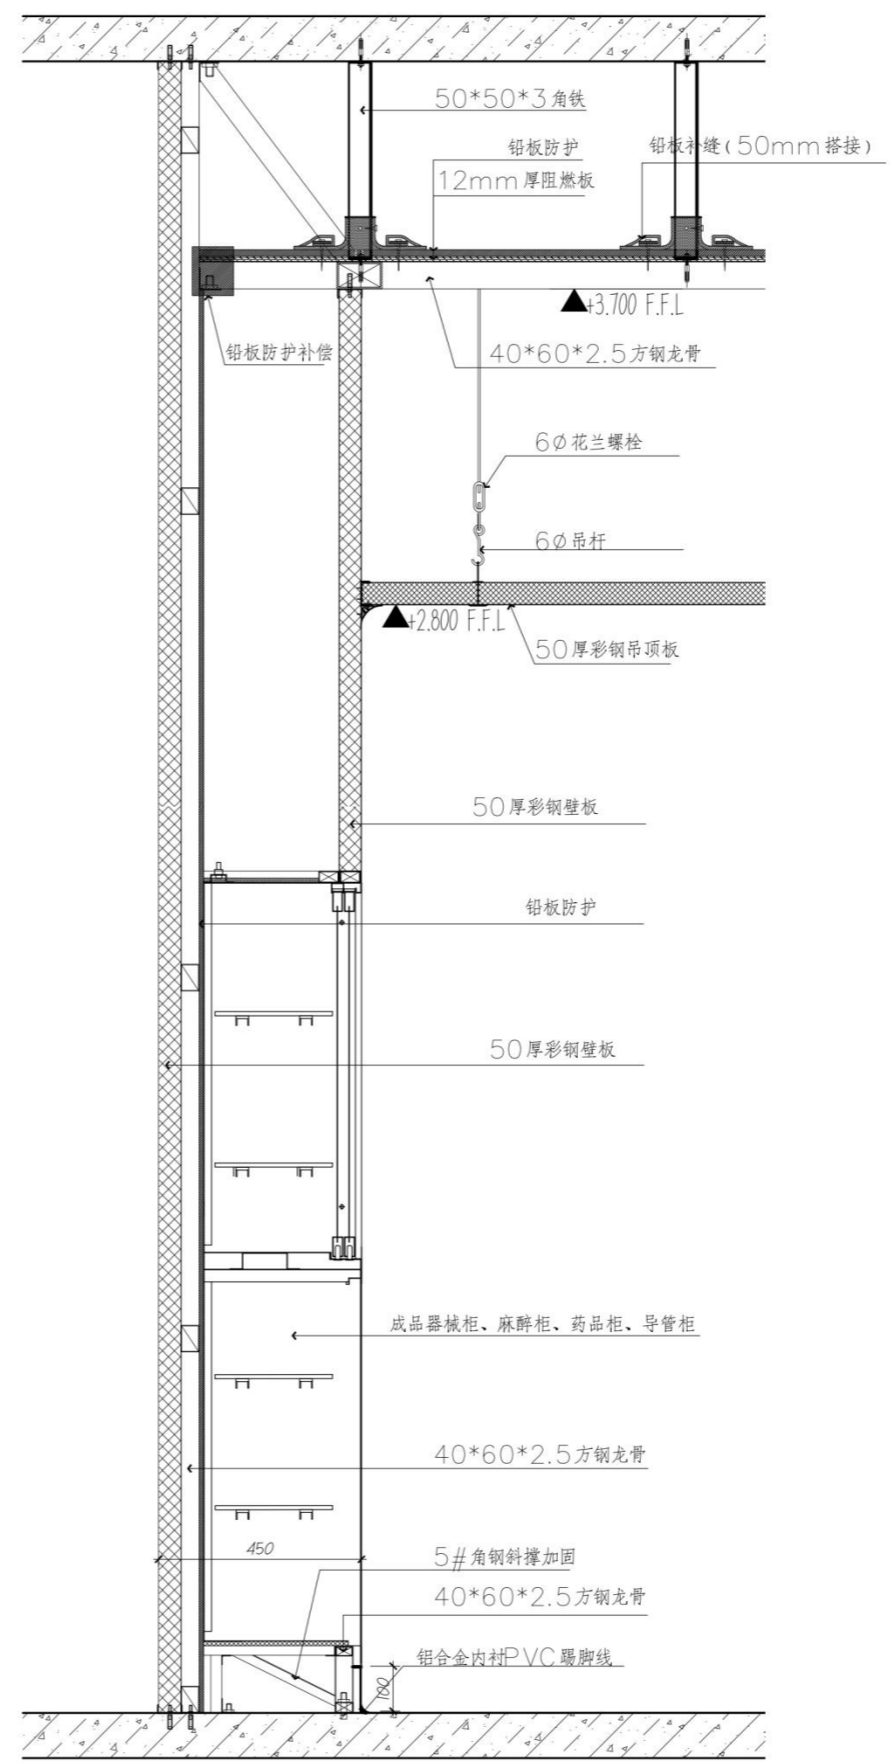 50*50*3角铁
铅板防护
铅板补缝(50mm搭接)
12mm厚阻燃板
+3.700 F.F.L
铅板防护补偿
40*60*2.5方钢龙骨
6Ø花兰螺栓
6Ø吊杆
+2.800 F.F.L
50厚彩钢吊顶板
50厚彩钢壁板
铅板防护
50厚彩钢壁板
成品器械柜、麻醉柜、药品柜、导管柜
40*60*2.5方钢龙骨
450
5#角钢斜撑加固
40*60*2.5方钢龙骨
铝合金内衬PVC踢脚线
100